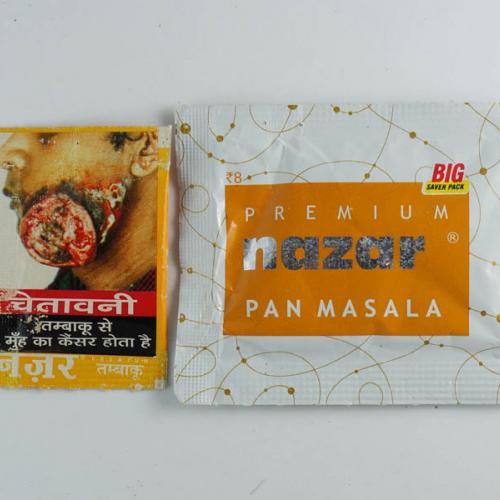 चेतावनी
तम्बाकू से
मुँह का कैंसर होता है
नज़र तम्बाकू
₹8
BIG
SAVER PACK
PREMIUM
nazar ®
PAN MASALA